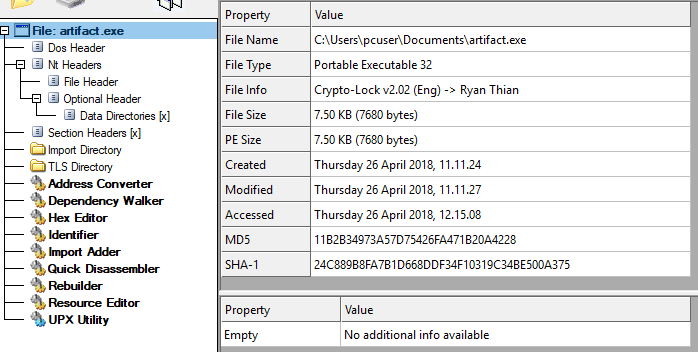 File: artifact.exe
Dos Header
Nt Headers
File Header
Optional Header
Data Directories [x]
Section Headers [x]
Import Directory
TLS Directory
Address Converter
Dependency Walker
Hex Editor
Identifier
Import Adder
Quick Disassembler
Rebuilder
Resource Editor
UPX Utility
Property Value
File Name C:\Users\pcuser\Documents\artifact.exe
File Type Portable Executable 32
File Info Crypto-Lock v2.02 (Eng) -> Ryan Thian
File Size 7.50 KB (7680 bytes)
PE Size 7.50 KB (7680 bytes)
Created Thursday 26 April 2018, 11.11.24
Modified Thursday 26 April 2018, 11.11.27
Accessed Thursday 26 April 2018, 12.15.08
MD5 11B2B34973A57D75426FA471B20A4228
SHA-1 24C889B8FA7B1D668DDF34F10319C34BE500A375
Property Value
Empty No additional info available